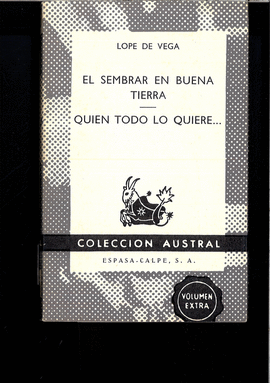 LOPE DE VEGA
EL SEMBRAR EN BUENA
TIERRA
QUIEN TODO LO QUIERE...
COLECCION AUSTRAL
ESPASA-CALPE, S. A.
VOLUMEN
EXTRA